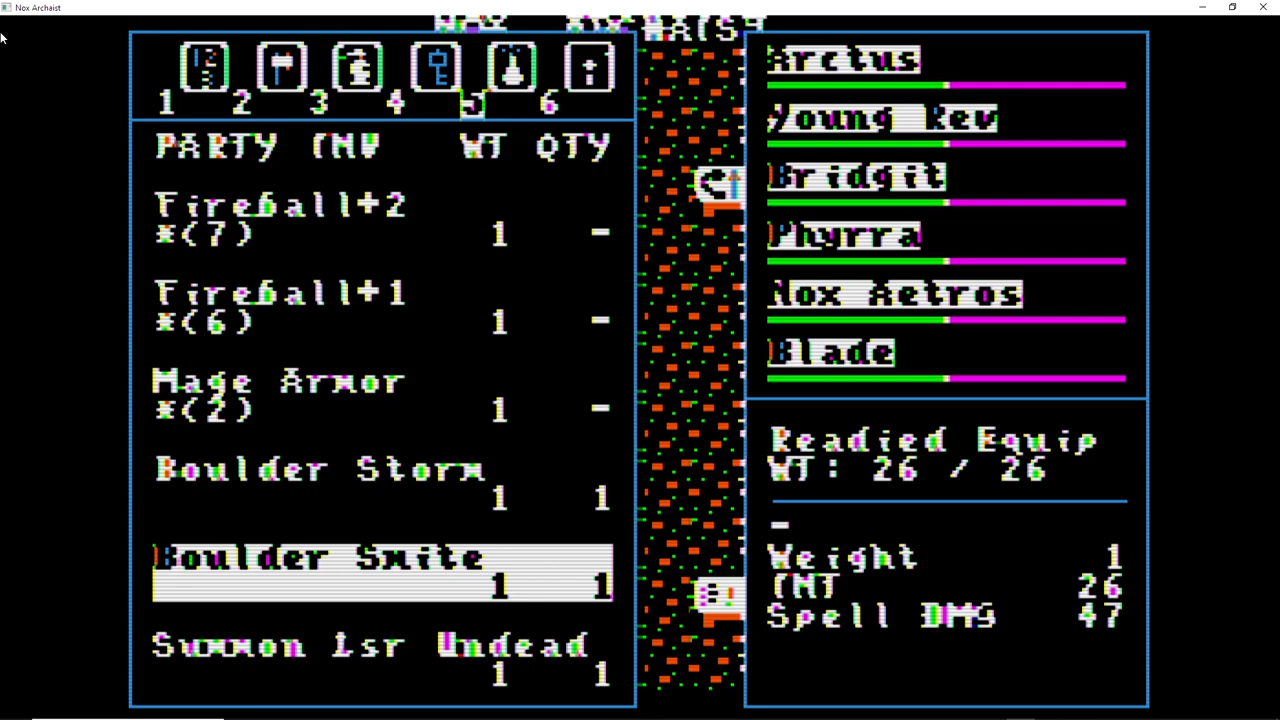 Nox Archaist
1 2 3 4 5 6
PARTY INV WT QTY
Fireball+2
*(7) 1 -
Fireball+1
*(6) 1 -
Mage Armor
*(2) 1 -
Boulder Storm
1 1
Boulder Smite
1 1
Summon lsr Undead
1 1
Young Rev
Bridgit
Phyrra
Nox Aetros
Blade
Readied Equip
WT: 26 / 26
-
Weight 1
INT 26
Spell DMG 47